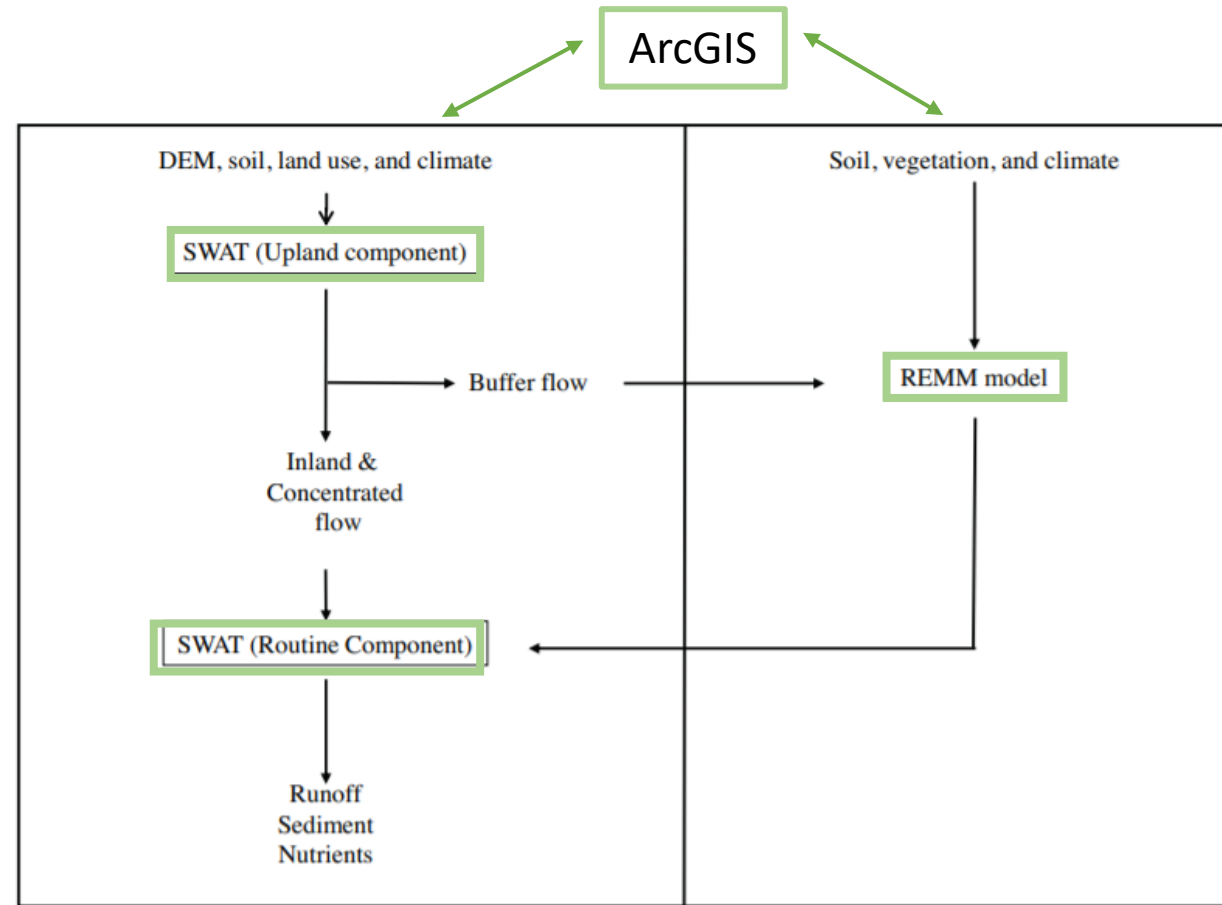 ArcGIS
DEM, soil, land use, and climate
Soil, vegetation, and climate
SWAT (Upland component)
Buffer flow
REMM model
Inland &
Concentrated
flow
SWAT (Routine Component)
Runoff
Sediment
Nutrients